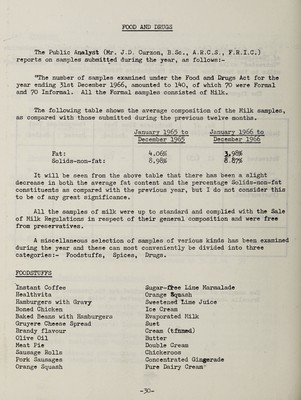 FOOD AND DRUGS
The Public Analyst (Mr. J.D. Curzon, B.Sc., A.R.C.S., F.R.I.C.)
reports on samples submitted during the year, as follows:-
"The number of samples examined under the Food and Drugs Act for the
year ending 31st December 1966, amounted to 140, of which 70 were Formal
and 70 Informal. All the Formal samples consisted of Milk.
The following table shows the average composition of the Milk samples,
as compared with those submitted during the previous twelve months.
January 1965 to January 1966 to
December 1965 December 1966
Fat: 4.06% 3.98%
Solids-non-fat: 8.98% 8.87%
It will be seen from the above table that there has been a slight
decrease in both the average fat content and the percentage Solids-non-fat
constituents as compared with the previous year, but I do not consider this
to be of any great significance.
All the samples of milk were up to standard and complied with the Sale
of Milk Regulations in respect of their general composition and were free
from preservatives.
A miscellaneous selection of samples of various kinds has been examined
during the year and these can most conveniently be divided into three
categories:- Foodstuffs, Spices, Drugs.
FOODSTUFFS
Instant Coffee Sugar-free Lime Marmalade
Healthvita Orange Squash
Hamburgers with Gravy Sweetened Lime Juice
Boned Chicken Ice Cream
Baked Beans with Hamburgers Evaporated Milk
Gruyere Cheese Spread Suet
Brandy flavour Cream (tinned)
Olive Oil Butter
Meat Pie Double Cream
Sausage Rolls Chickeroos
Pork Sausages Concentrated Gingerade
Orange Squash Pure Dairy Cream
-30-